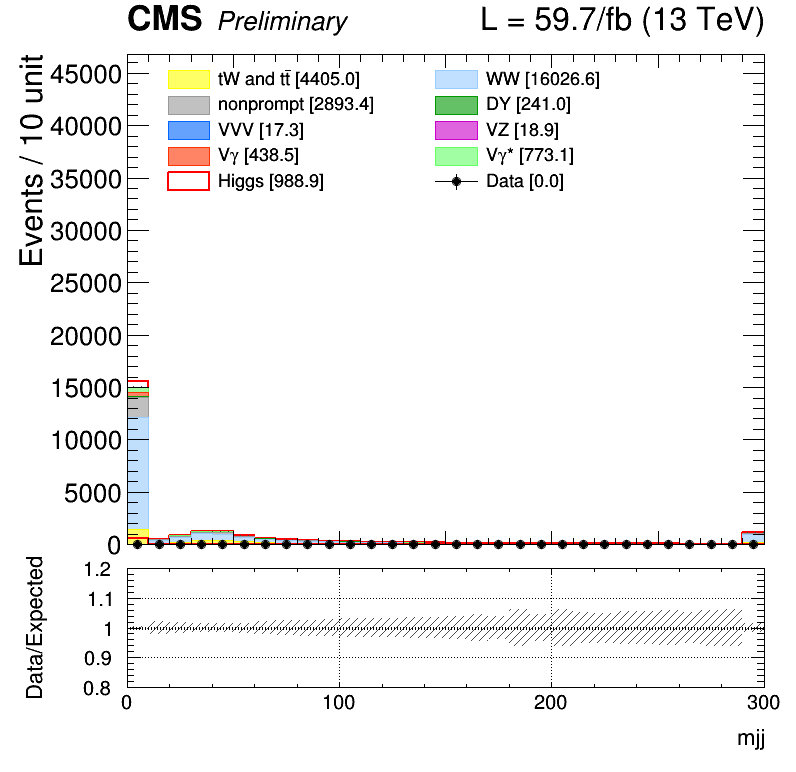 CMS Preliminary L = 59.7/fb (13 TeV)
Events / 10 unit
45000
40000
35000
30000
25000
20000
15000
10000
5000
0
tW and tt̄ [4405.0] WW [16026.6]
nonprompt [2893.4] DY [241.0]
VVV [17.3] VZ [18.9]
Vγ [438.5] Vγ* [773.1]
Higgs [988.9] Data [0.0]
Data/Expected
1.2
1.1
1
0.9
0.8
0 100 200 300
mjj